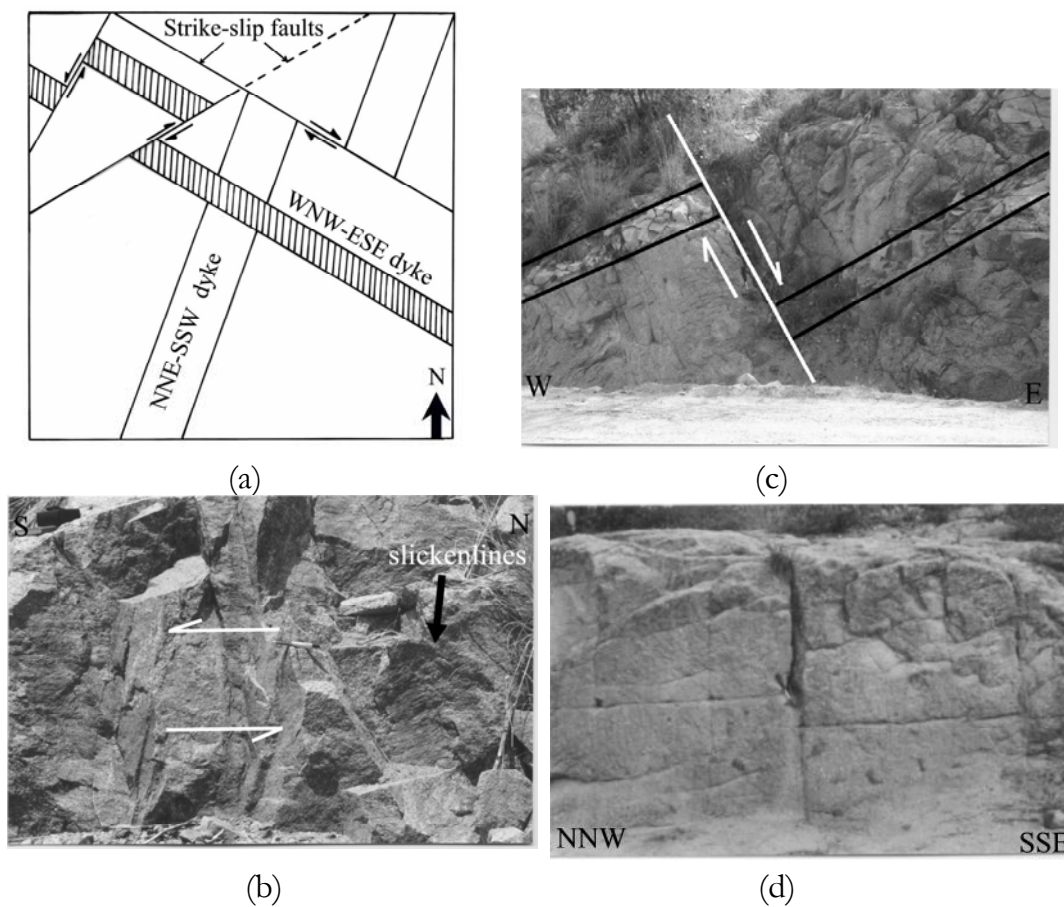 Strike-slip faults
WNW-ESE dyke
NNE-SSW dyke
N
(a)
W
E
(c)
S
N
slickenlines
(b)
NNW
SSE
(d)